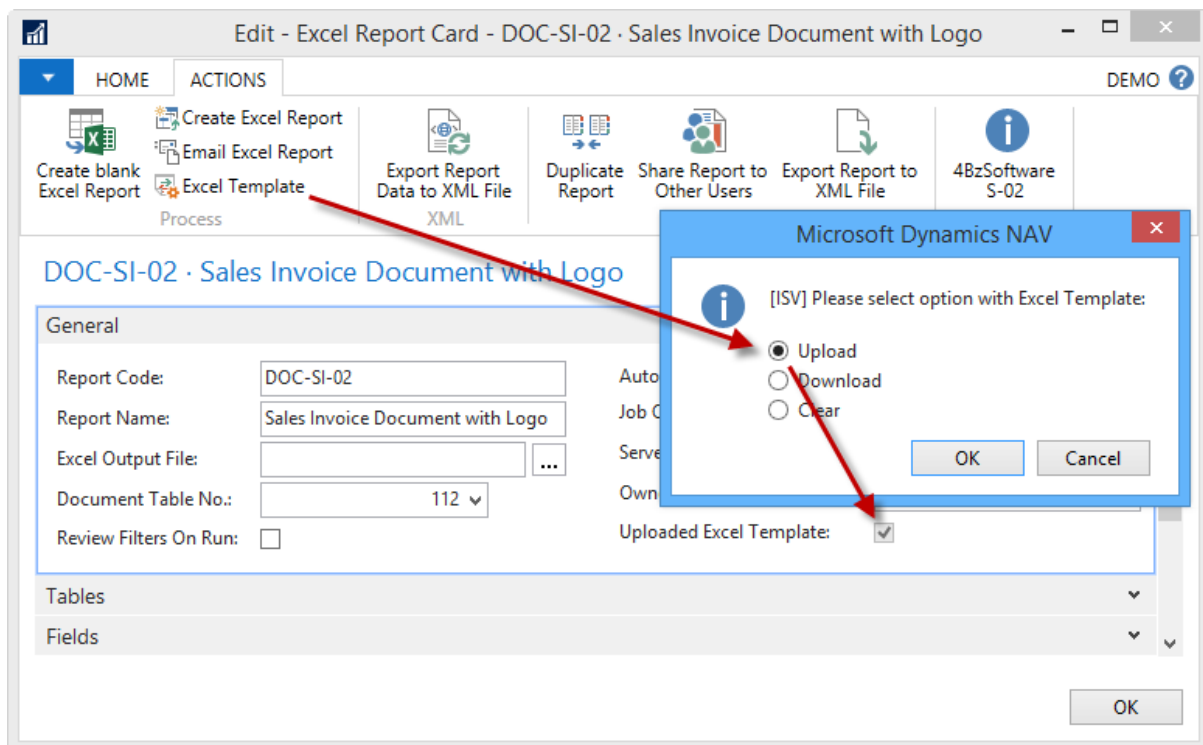 Edit - Excel Report Card - DOC-SI-02 · Sales Invoice Document with Logo
HOME
ACTIONS
DEMO
Create blank
Excel Report
Create Excel Report
Email Excel Report
Excel Template
Process
Export Report
Data to XML File
XML
Duplicate
Report
Share Report to
Other Users
Export Report to
XML File
4BzSoftware
S-02
DOC-SI-02 · Sales Invoice Document with Logo
Microsoft Dynamics NAV
[ISV] Please select option with Excel Template:
Upload
Download
Clear
OK
Cancel
General
Report Code:
DOC-SI-02
Report Name:
Sales Invoice Document with Logo
Excel Output File:
...
Document Table No.:
112
Review Filters On Run:
Auto
Job
Serve
Owne
Uploaded Excel Template:
Tables
Fields
OK